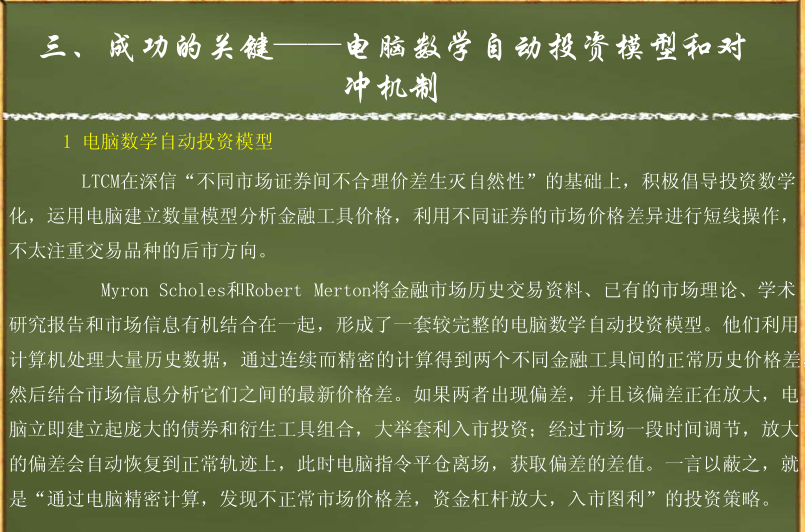 三、成功的关键——电脑数学自动投资模型和对
冲机制
1 电脑数学自动投资模型
LTCM在深信“不同市场证券间不合理价差生灭自然性”的基础上，积极倡导投资数学
化，运用电脑建立数量模型分析金融工具价格，利用不同证券的市场价格差异进行短线操作，
不太注重交易品种的后市方向。
Myron Scholes和Robert Merton将金融市场历史交易资料、已有的市场理论、学术
研究报告和市场信息有机结合在一起，形成了一套较完整的电脑数学自动投资模型。他们利用
计算机处理大量历史数据，通过连续而精密的计算得到两个不同金融工具间的正常历史价格差，
然后结合市场信息分析它们之间的最新价格差。如果两者出现偏差，并且该偏差正在放大，电
脑立即建立起庞大的债券和衍生工具组合，大举套利入市投资；经过市场一段时间调节，放大
的偏差会自动恢复到正常轨迹上，此时电脑指令平仓离场，获取偏差的差值。一言以蔽之，就
是“通过电脑精密计算，发现不正常市场价格差，资金杠杆放大，入市图利”的投资策略。